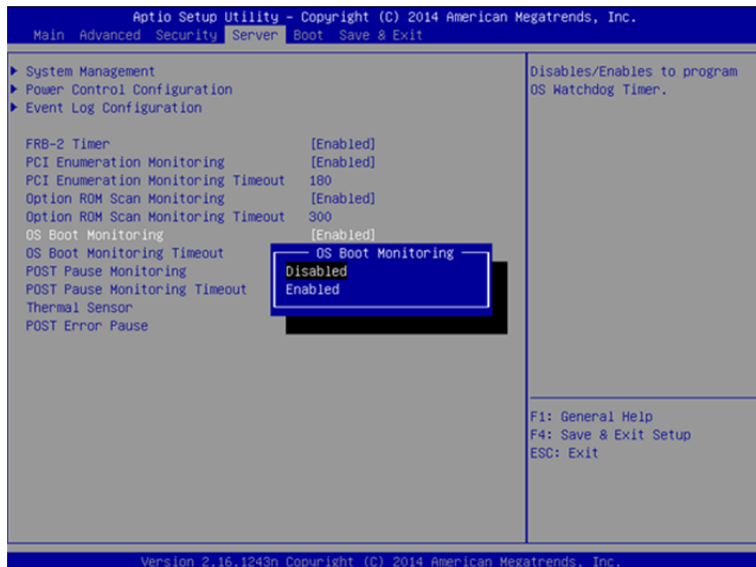 Aptio Setup Utility – Copyright (C) 2014 American Megatrends, Inc.
Main Advanced Security Server Boot Save & Exit
System Management
Power Control Configuration
Event Log Configuration
FRB-2 Timer [Enabled]
PCI Enumeration Monitoring [Enabled]
PCI Enumeration Monitoring Timeout 180
Option ROM Scan Monitoring [Enabled]
Option ROM Scan Monitoring Timeout 300
OS Boot Monitoring [Enabled]
OS Boot Monitoring Timeout
POST Pause Monitoring
POST Pause Monitoring Timeout
Thermal Sensor
POST Error Pause
OS Boot Monitoring
Disabled
Enabled
Disables/Enables to program
OS Watchdog Timer.
F1: General Help
F4: Save & Exit Setup
ESC: Exit
Version 2.16.1243n Copyright (C) 2014 American Megatrends, Inc.